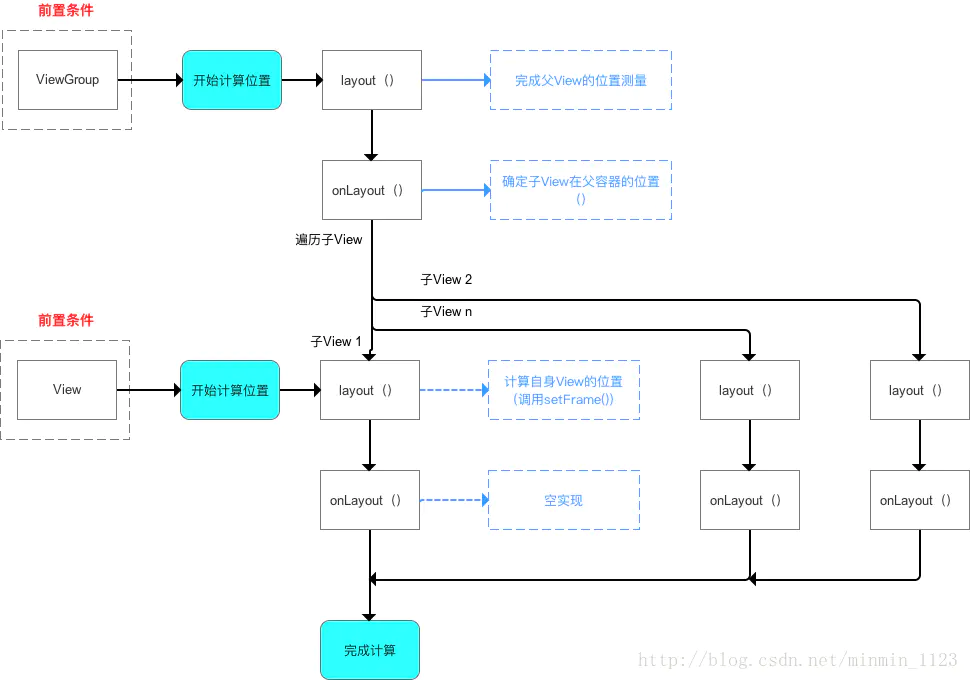 前置条件
ViewGroup
开始计算位置
layout（）
完成父View的位置测量
onLayout（）
确定子View在父容器的位置
()
遍历子View
子View 2
子View n
前置条件
子View 1
View
开始计算位置
layout（）
计算自身View的位置
（调用setFrame())
layout（）
layout（）
onLayout（）
空实现
onLayout（）
onLayout（）
完成计算
http://blog.csdn.net/minmin_1123